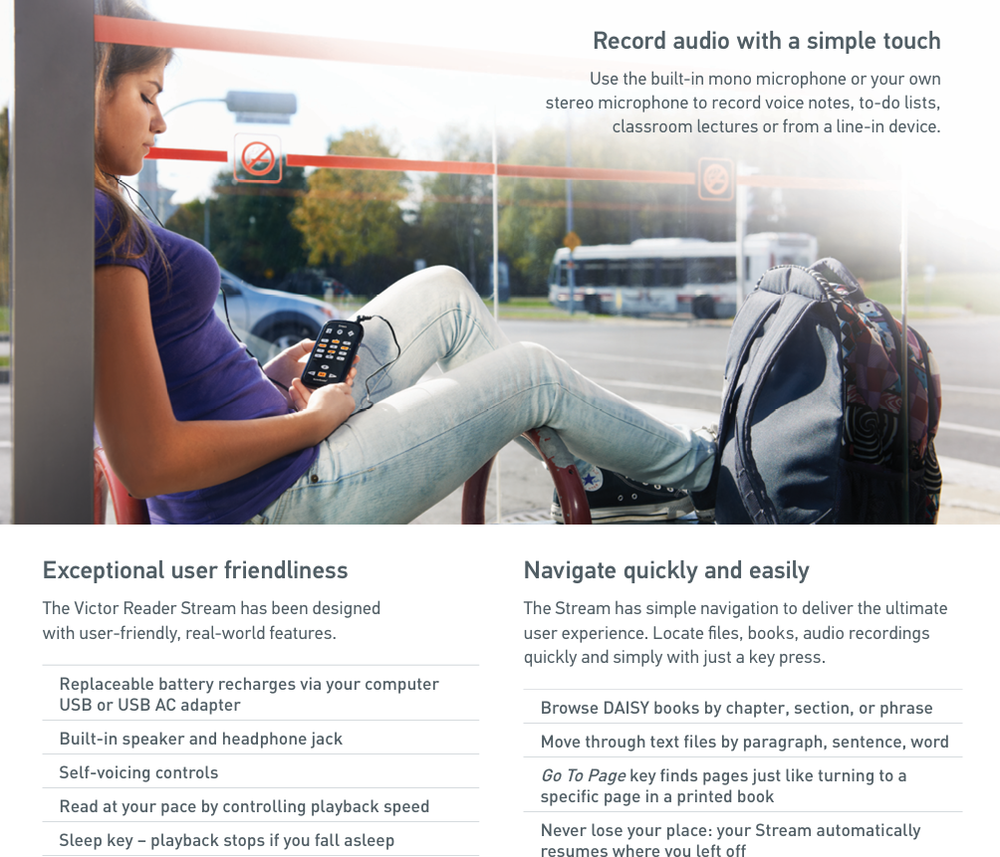 Record audio with a simple touch
Use the built-in mono microphone or your own
stereo microphone to record voice notes, to-do lists,
classroom lectures or from a line-in device.
Exceptional user friendliness
The Victor Reader Stream has been designed
with user-friendly, real-world features.
Replaceable battery recharges via your computer
USB or USB AC adapter
Built-in speaker and headphone jack
Self-voicing controls
Read at your pace by controlling playback speed
Sleep key – playback stops if you fall asleep
Navigate quickly and easily
The Stream has simple navigation to deliver the ultimate
user experience. Locate files, books, audio recordings
quickly and simply with just a key press.
Browse DAISY books by chapter, section, or phrase
Move through text files by paragraph, sentence, word
Go To Page key finds pages just like turning to a
specific page in a printed book
Never lose your place: your Stream automatically
resumes where you left off